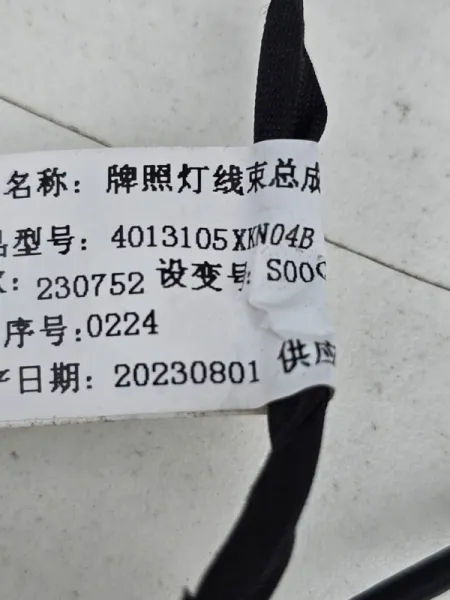 名称: 牌照灯线束总成
型号: 4013105XKN04B
: 230752 设变号: S00
序号:0224
日期: 20230801 供应